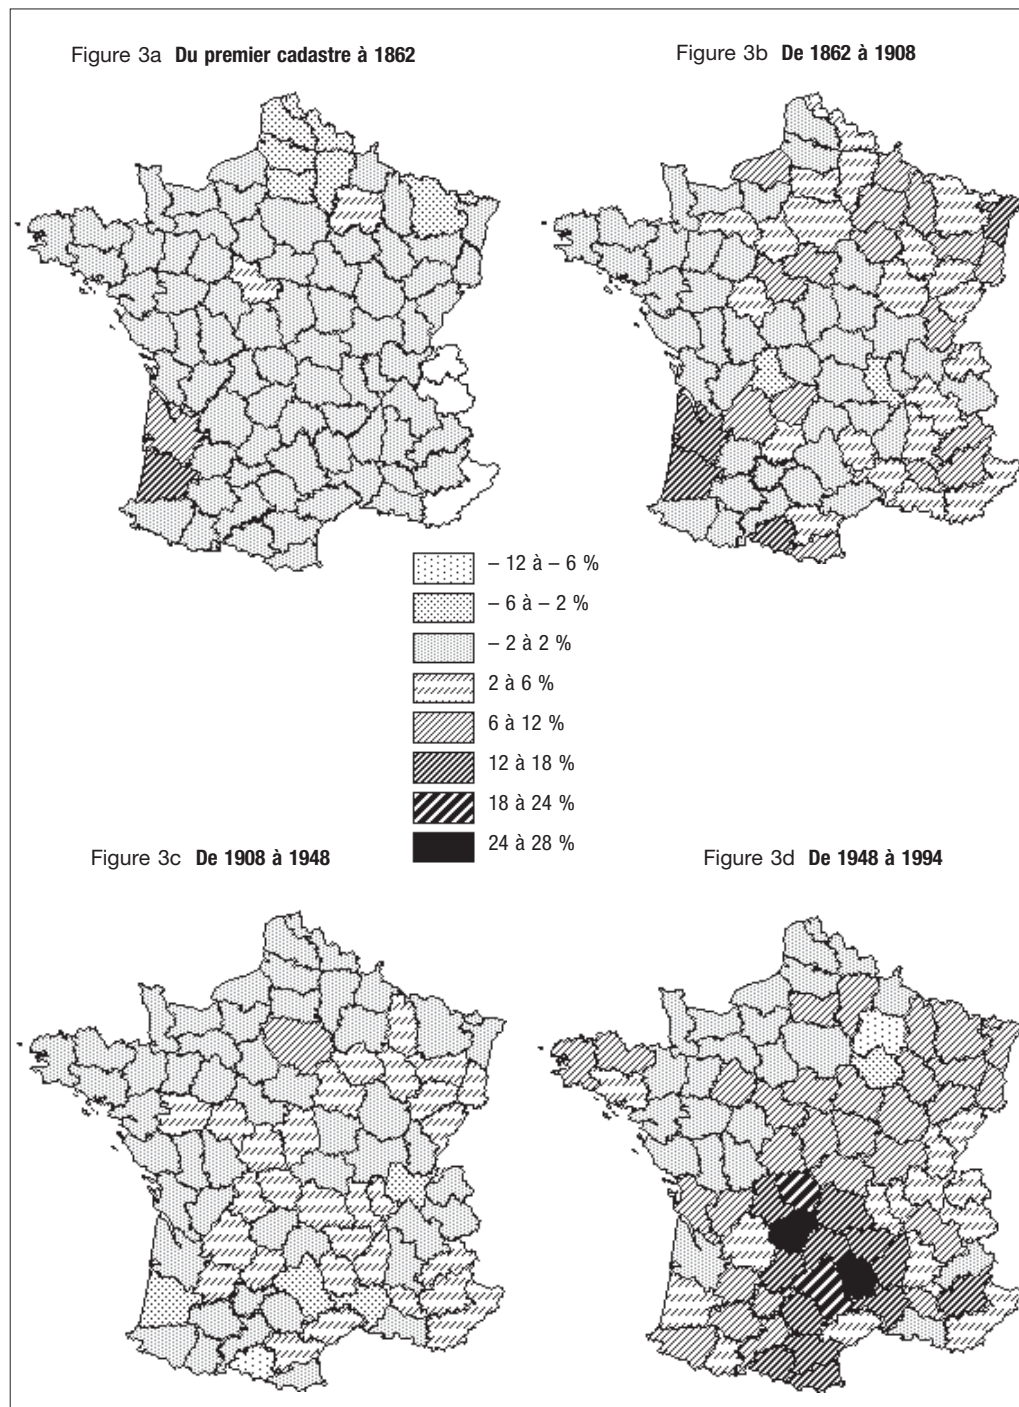 Figure 3a Du premier cadastre à 1862
Figure 3b De 1862 à 1908
– 12 à – 6 %
– 6 à – 2 %
– 2 à 2 %
2 à 6 %
6 à 12 %
12 à 18 %
18 à 24 %
24 à 28 %
Figure 3c De 1908 à 1948
Figure 3d De 1948 à 1994